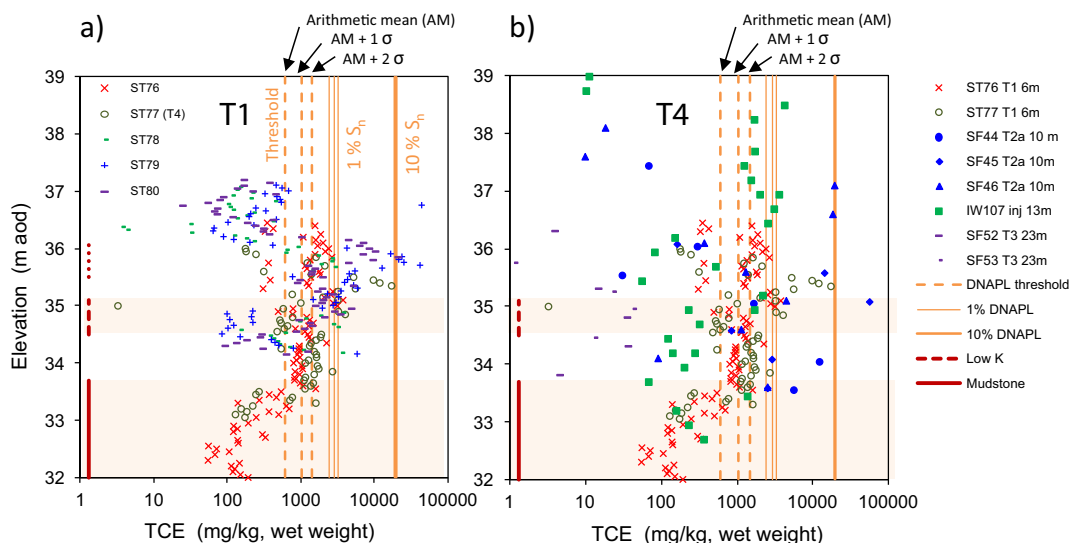 a)
Arithmetic mean (AM)
AM + 1 σ
AM + 2 σ
39
38
37
36
35
34
33
32
Elevation (m aod)
ST76
ST77 (T4)
ST78
ST79
ST80
T1
Threshold
1 % Sn
10 % Sn
1
10
100
1000
10000
100000
TCE (mg/kg, wet weight)
b)
Arithmetic mean (AM)
AM + 1 σ
AM + 2 σ
39
38
37
36
35
34
33
32
T4
1
10
100
1000
10000
100000
TCE (mg/kg, wet weight)
ST76 T1 6m
ST77 T1 6m
SF44 T2a 10 m
SF45 T2a 10m
SF46 T2a 10m
IW107 inj 13m
SF52 T3 23m
SF53 T3 23m
DNAPL threshold
1% DNAPL
10% DNAPL
Low K
Mudstone